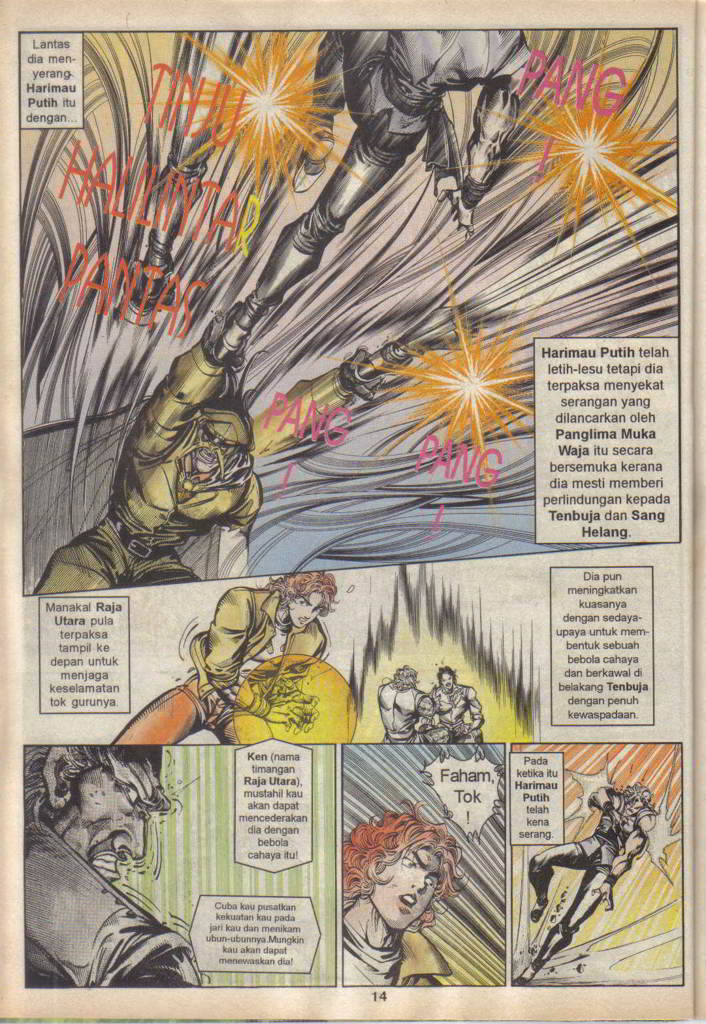 Lantas
dia men-
yerang
Harimau
Putih itu
dengan...
TINJU
HALILINTAR
PANTAS
PANG
!
PANG
!
PANG
!
Harimau Putih telah
letih-lesu tetapi dia
terpaksa menyekat
serangan yang
dilancarkan oleh
Panglima Muka
Waja itu secara
bersemuka kerana
dia mesti memberi
perlindungan kepada
Tenbuja dan Sang
Helang.
Manakal Raja
Utara pula
terpaksa
tampil ke
depan untuk
menjaga
keselamatan
tok gurunya.
Dia pun
meningkatkan
kuasanya
dengan sedaya-
upaya untuk mem-
bentuk sebuah
bebola cahaya
dan berkawal di
belakang Tenbuja
dengan penuh
kewaspadaan.
Ken (nama
timangan
Raja Utara),
mustahil kau
akan dapat
mencederakan
dia dengan
bebola
cahaya itu!
Cuba kau pusatkan
kekuatan kau pada
jari kau dan menikam
ubun-ubunnya.Mungkin
kau akan dapat
menewaskan dia!
Faham,
Tok
!
Pada
ketika itu
Harimau
Putih
telah
kena
serang.
14